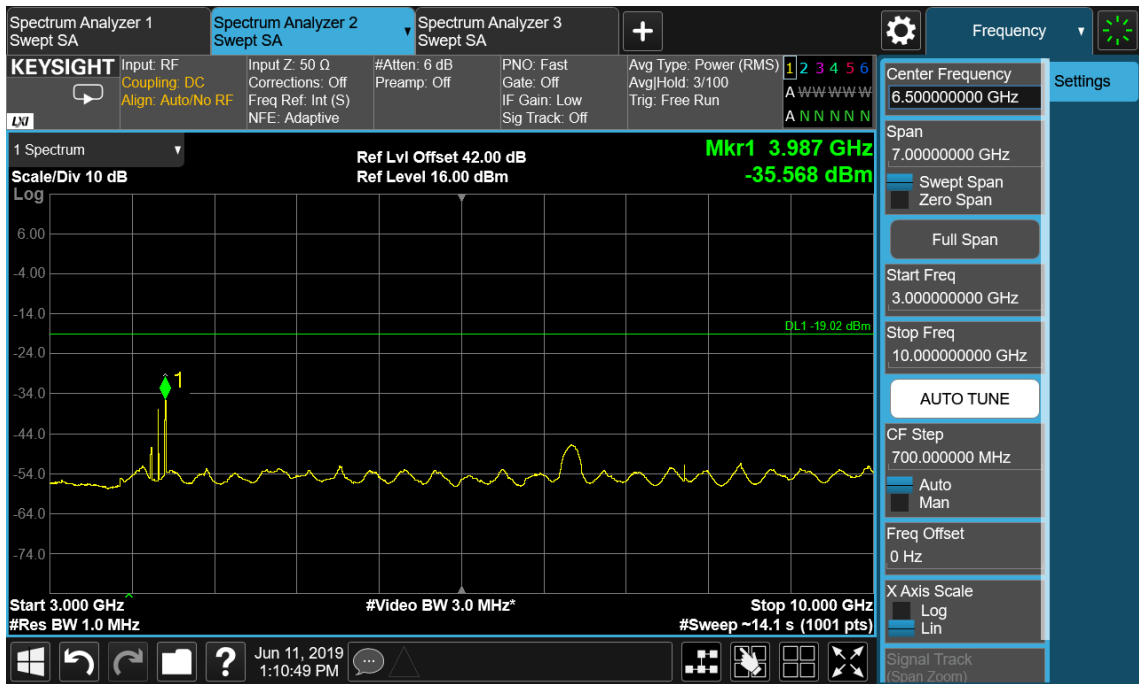 Spectrum Analyzer 1
Swept SA
Spectrum Analyzer 2
Swept SA
Spectrum Analyzer 3
Swept SA
Frequency
KEYSIGHT
LXI
Input: RF
Coupling: DC
Align: Auto/No RF
Input Z: 50 Ω
Corrections: Off
Freq Ref: Int (S)
NFE: Adaptive
#Atten: 6 dB
Preamp: Off
PNO: Fast
Gate: Off
IF Gain: Low
Sig Track: Off
Avg Type: Power (RMS)
Avg|Hold: 3/100
Trig: Free Run
1 2 3 4 5 6
A W W W W W
A N N N N N
1 Spectrum
Scale/Div 10 dB
Log
Ref Lvl Offset 42.00 dB
Ref Level 16.00 dBm
Mkr1 3.987 GHz
-35.568 dBm
6.00
-4.00
-14.0
-24.0
-34.0
-44.0
-54.0
-64.0
-74.0
DL1 -19.02 dBm
1
Start 3.000 GHz
#Res BW 1.0 MHz
#Video BW 3.0 MHz*
Stop 10.000 GHz
#Sweep ~14.1 s (1001 pts)
?
Jun 11, 2019
1:10:49 PM
Center Frequency
6.500000000 GHz
Settings
Span
7.00000000 GHz
Swept Span
Zero Span
Full Span
Start Freq
3.000000000 GHz
Stop Freq
10.000000000 GHz
AUTO TUNE
CF Step
700.000000 MHz
Auto
Man
Freq Offset
0 Hz
X Axis Scale
Log
Lin
Signal Track
(Span Zoom)